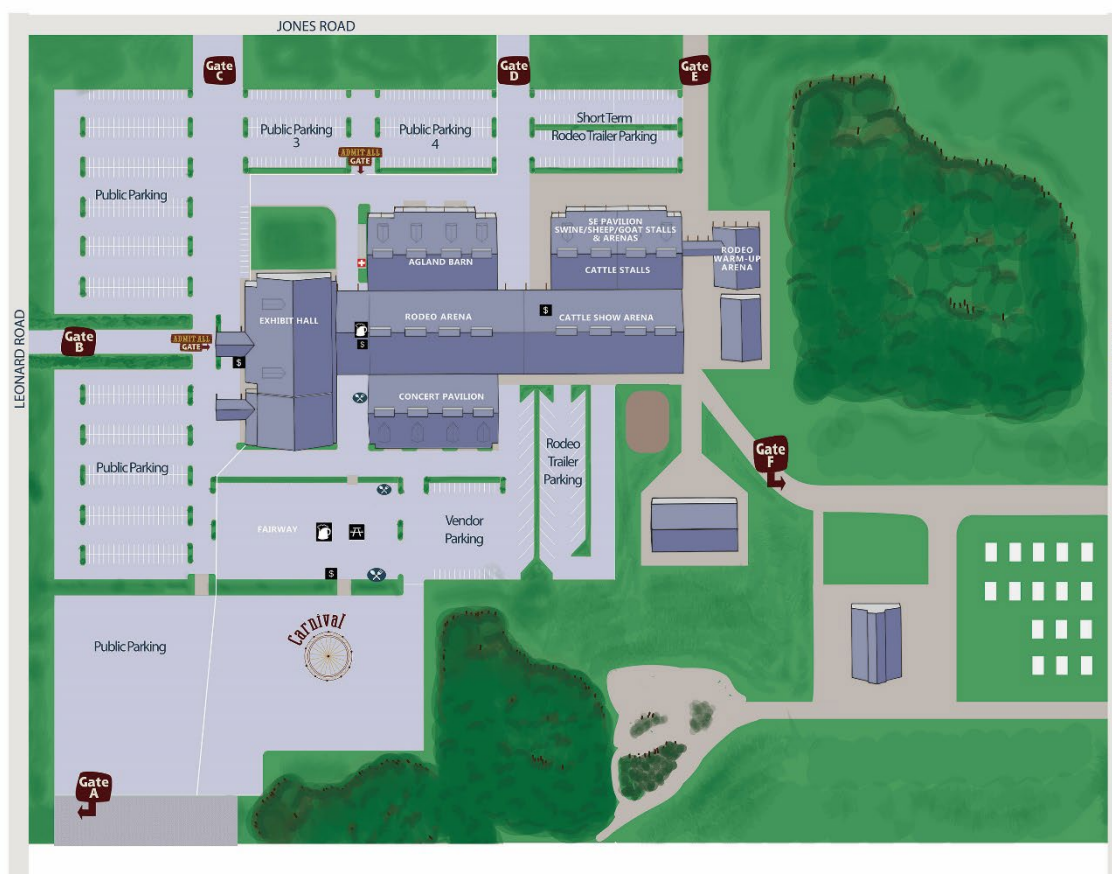 JONES ROAD
Gate
C
Gate
D
Gate
E
Public Parking
3
Public Parking
4
Short Term
Rodeo Trailer Parking
ADMIT ALL
GATE
Public Parking
SE PAVILION
SWINE/SHEEP/GOAT STALLS
& ARENAS
AGLAND BARN
CATTLE STALLS
RODEO
WARM-UP
ARENA
EXHIBIT HALL
RODEO ARENA
CATTLE SHOW ARENA
$
LEONARD ROAD
Gate
B
ADMIT ALL
GATE
$
$
CONCERT PAVILION
Public Parking
Rodeo
Trailer
Parking
Gate
F
FAIRWAY
Vendor
Parking
$
Carnival
Public Parking
Gate
A